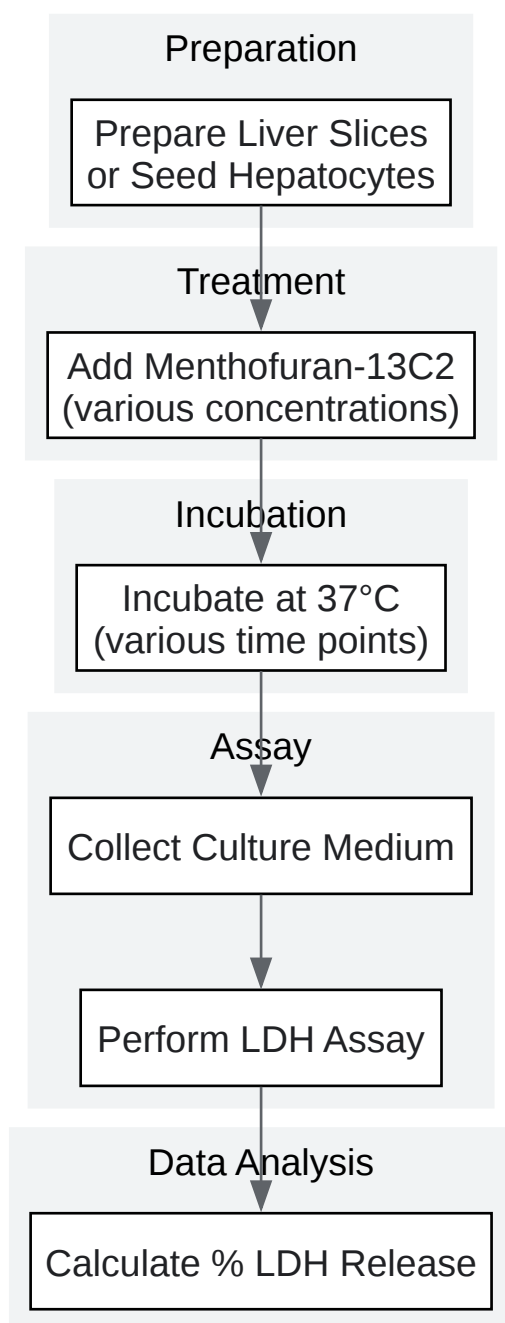 Preparation
Prepare Liver Slices
or Seed Hepatocytes
Treatment
Add Menthofuran-13C2
(various concentrations)
Incubation
Incubate at 37°C
(various time points)
Assay
Collect Culture Medium
Perform LDH Assay
Data Analysis
Calculate % LDH Release